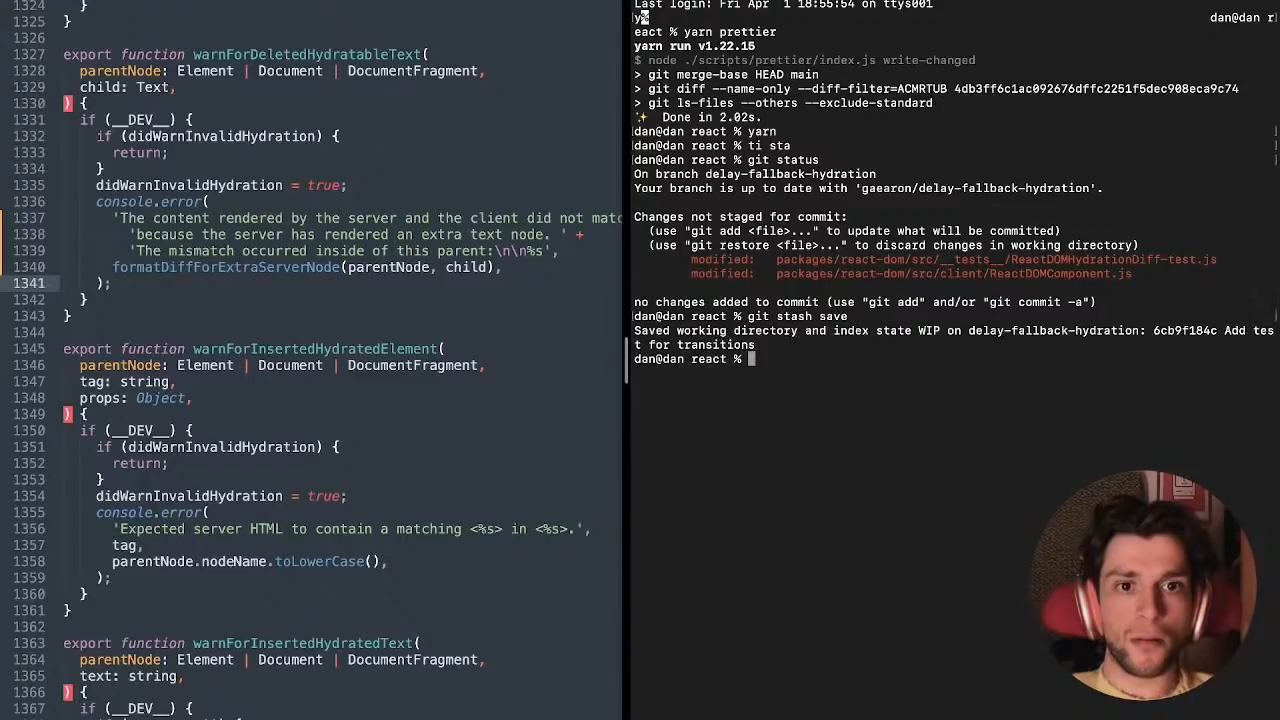 1324 }
1325 }
1326
1327 export function warnForDeletedHydratableText(
1328 parentNode: Element | Document | DocumentFragment,
1329 child: Text,
1330 ) {
1331 if (__DEV__) {
1332 if (didWarnInvalidHydration) {
1333 return;
1334 }
1335 didWarnInvalidHydration = true;
1336 console.error(
1337 'The content rendered by the server and the client did not matc
1338 'because the server has rendered an extra text node. ' +
1339 'The mismatch occurred inside of this parent:\n\n%s',
1340 formatDiffForExtraServerNode(parentNode, child),
1341 );
1342 }
1343 }
1344
1345 export function warnForInsertedHydratedElement(
1346 parentNode: Element | Document | DocumentFragment,
1347 tag: string,
1348 props: Object,
1349 ) {
1350 if (__DEV__) {
1351 if (didWarnInvalidHydration) {
1352 return;
1353 }
1354 didWarnInvalidHydration = true;
1355 console.error(
1356 'Expected server HTML to contain a matching <%s> in <%s>.',
1357 tag,
1358 parentNode.nodeName.toLowerCase(),
1359 );
1360 }
1361 }
1362
1363 export function warnForInsertedHydratedText(
1364 parentNode: Element | Document | DocumentFragment,
1365 text: string,
1366 ) {
1367 if (__DEV__) {
Last login: Fri Apr 1 18:55:54 on ttys001
y% dan@dan r
eact % yarn prettier
yarn run v1.22.15
$ node ./scripts/prettier/index.js write-changed
> git merge-base HEAD main
> git diff --name-only --diff-filter=ACMRTUB 4db3ff6c1ac092676dffc2251f5dec908eca9c74
> git ls-files --others --exclude-standard
✨ Done in 2.02s.
dan@dan react % yarn
dan@dan react % ti sta
dan@dan react % git status
On branch delay-fallback-hydration
Your branch is up to date with 'gaearon/delay-fallback-hydration'.

Changes not staged for commit:
(use "git add <file>..." to update what will be committed)
(use "git restore <file>..." to discard changes in working directory)
modified: packages/react-dom/src/__tests__/ReactDOMHydrationDiff-test.js
modified: packages/react-dom/src/client/ReactDOMComponent.js

no changes added to commit (use "git add" and/or "git commit -a")
dan@dan react % git stash save
Saved working directory and index state WIP on delay-fallback-hydration: 6cb9f184c Add tes
t for transitions
dan@dan react %